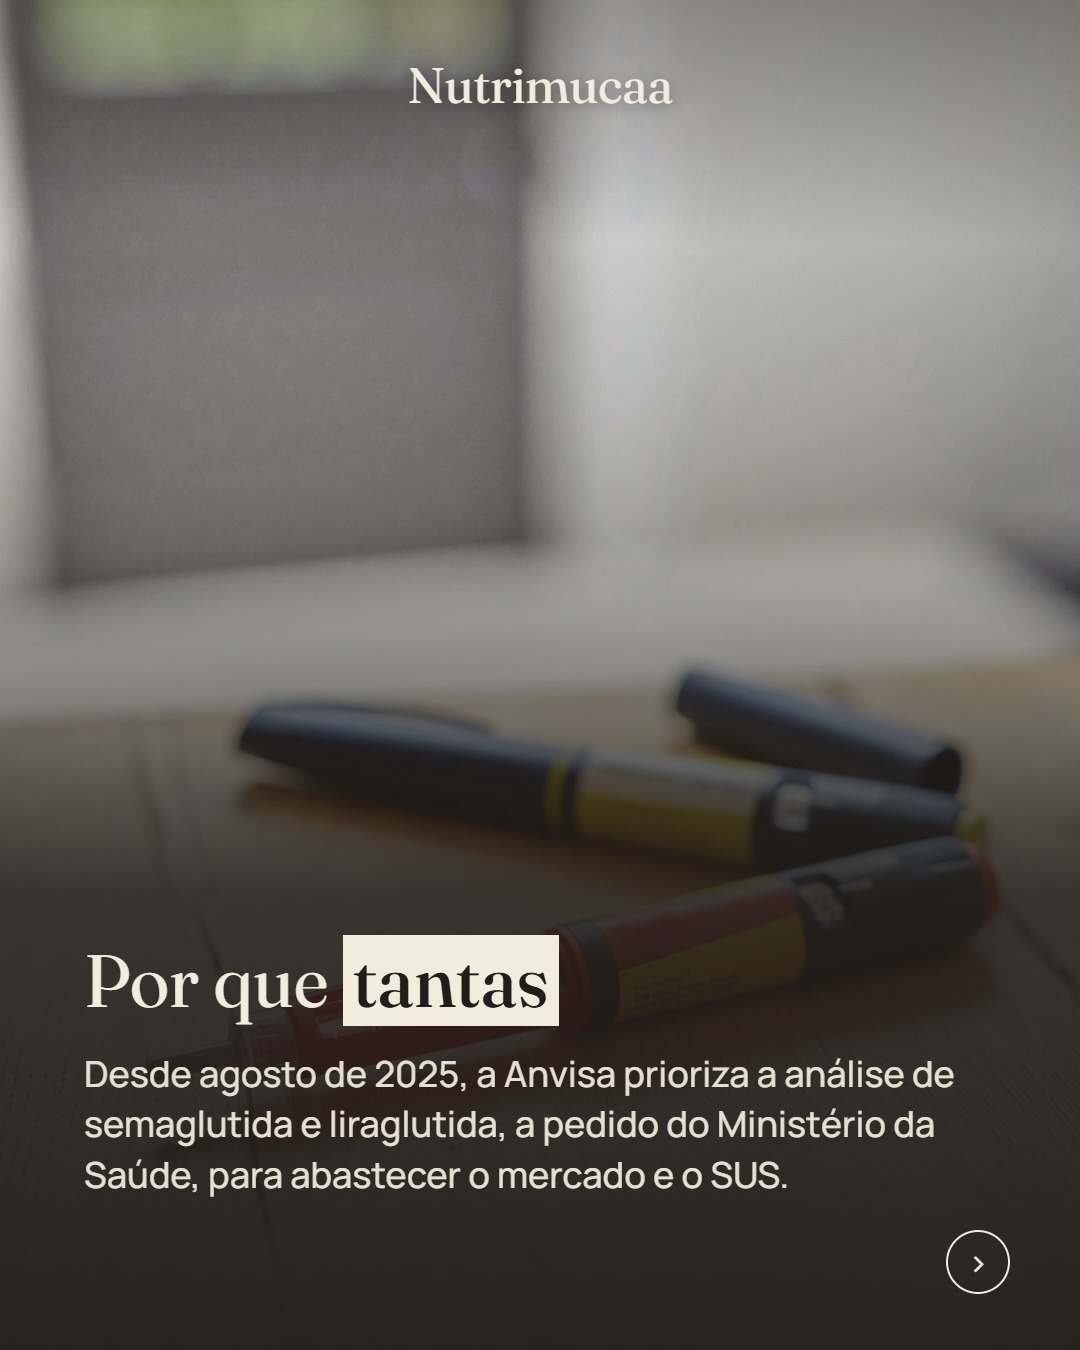 Nutrimucaa
Por que tantas
Desde agosto de 2025, a Anvisa prioriza a análise de
semaglutida e liraglutida, a pedido do Ministério da
Saúde, para abastecer o mercado e o SUS.